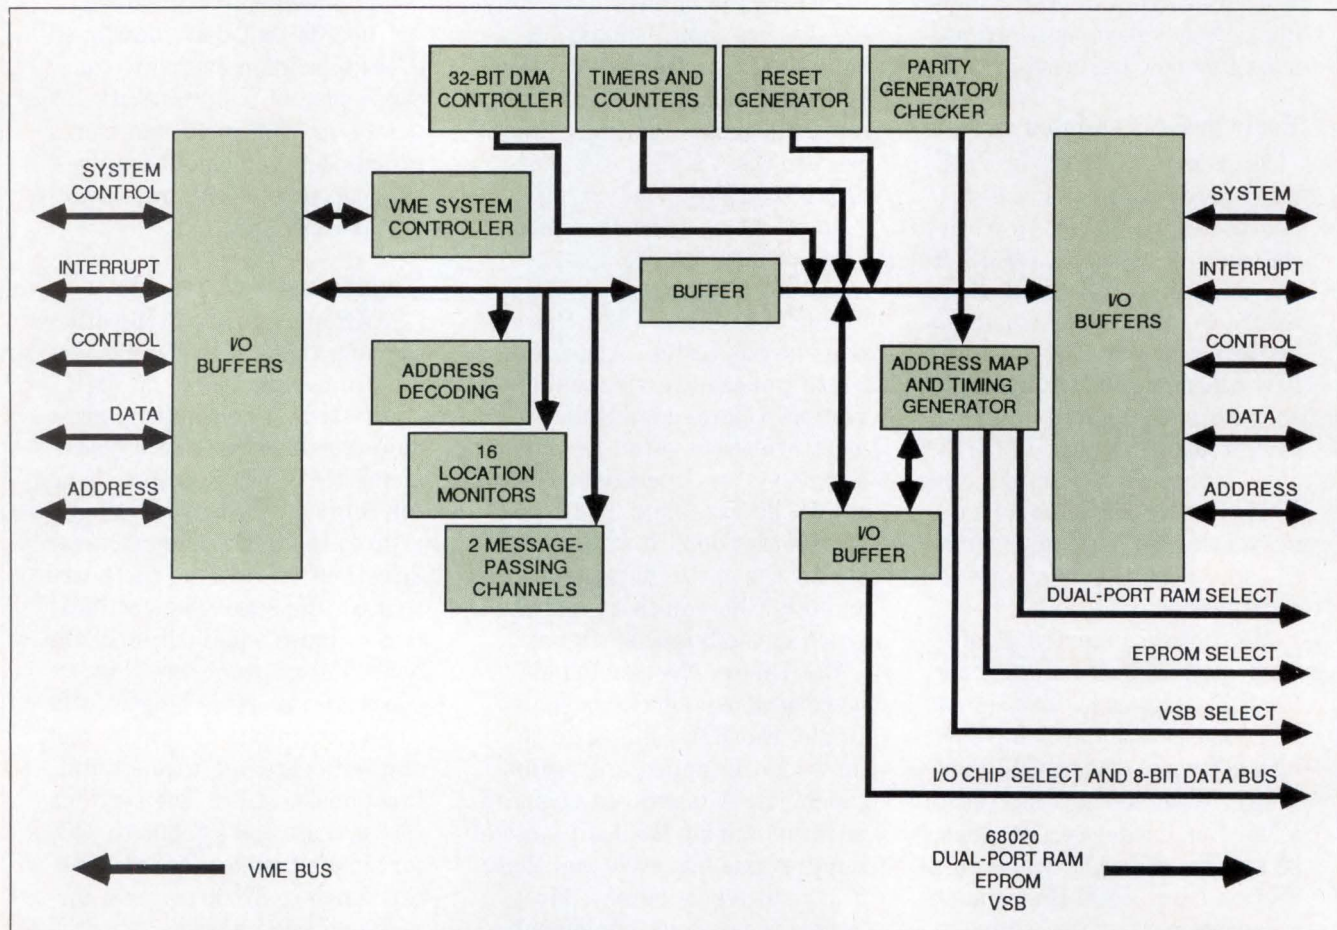 32-BIT DMA
CONTROLLER
TIMERS AND
COUNTERS
RESET
GENERATOR
PARITY
GENERATOR/
CHECKER
SYSTEM
CONTROL
INTERRUPT
CONTROL
DATA
ADDRESS
I/O
BUFFERS
VME SYSTEM
CONTROLLER
BUFFER
ADDRESS
DECODING
16
LOCATION
MONITORS
2 MESSAGE-
PASSING
CHANNELS
ADDRESS MAP
AND TIMING
GENERATOR
I/O
BUFFER
I/O
BUFFERS
SYSTEM
INTERRUPT
CONTROL
DATA
ADDRESS
DUAL-PORT RAM SELECT
EPROM SELECT
VSB SELECT
I/O CHIP SELECT AND 8-BIT DATA BUS
VME BUS
68020
DUAL-PORT RAM
EPROM
VSB